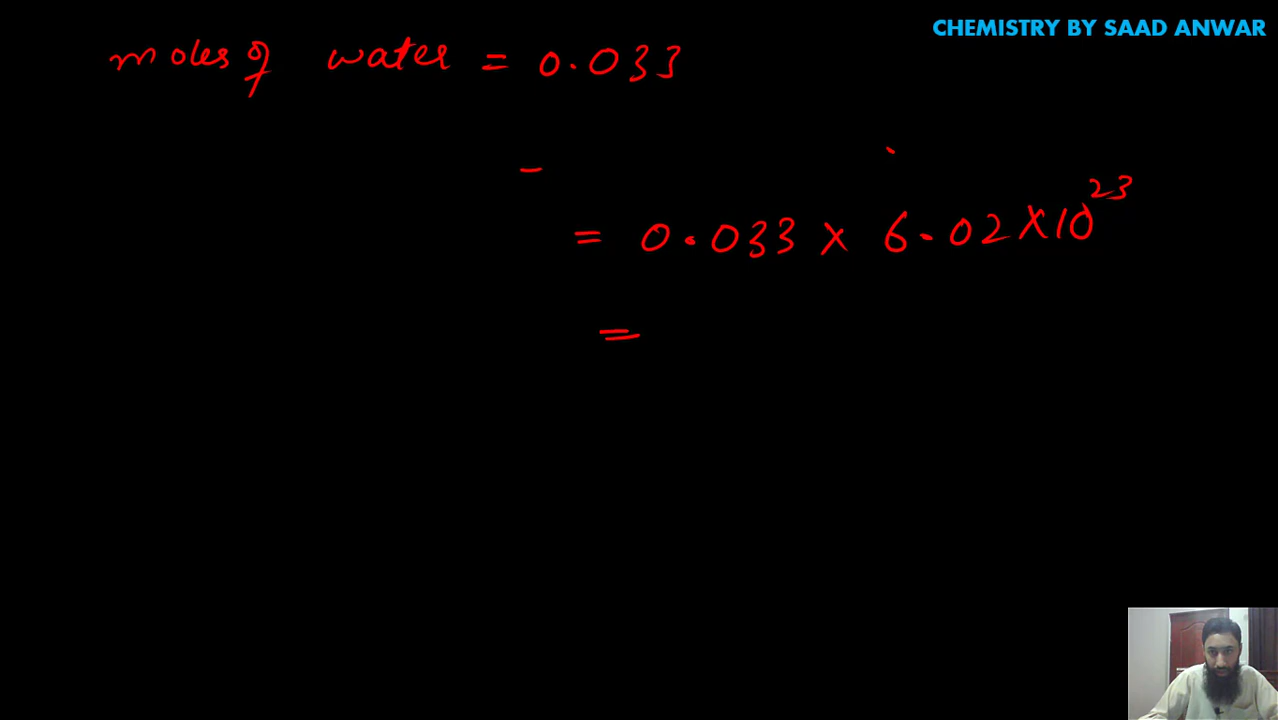 CHEMISTRY BY SAAD ANWAR
moles of water = 0.033
= 0.033 × 6.02 × 10²³
=